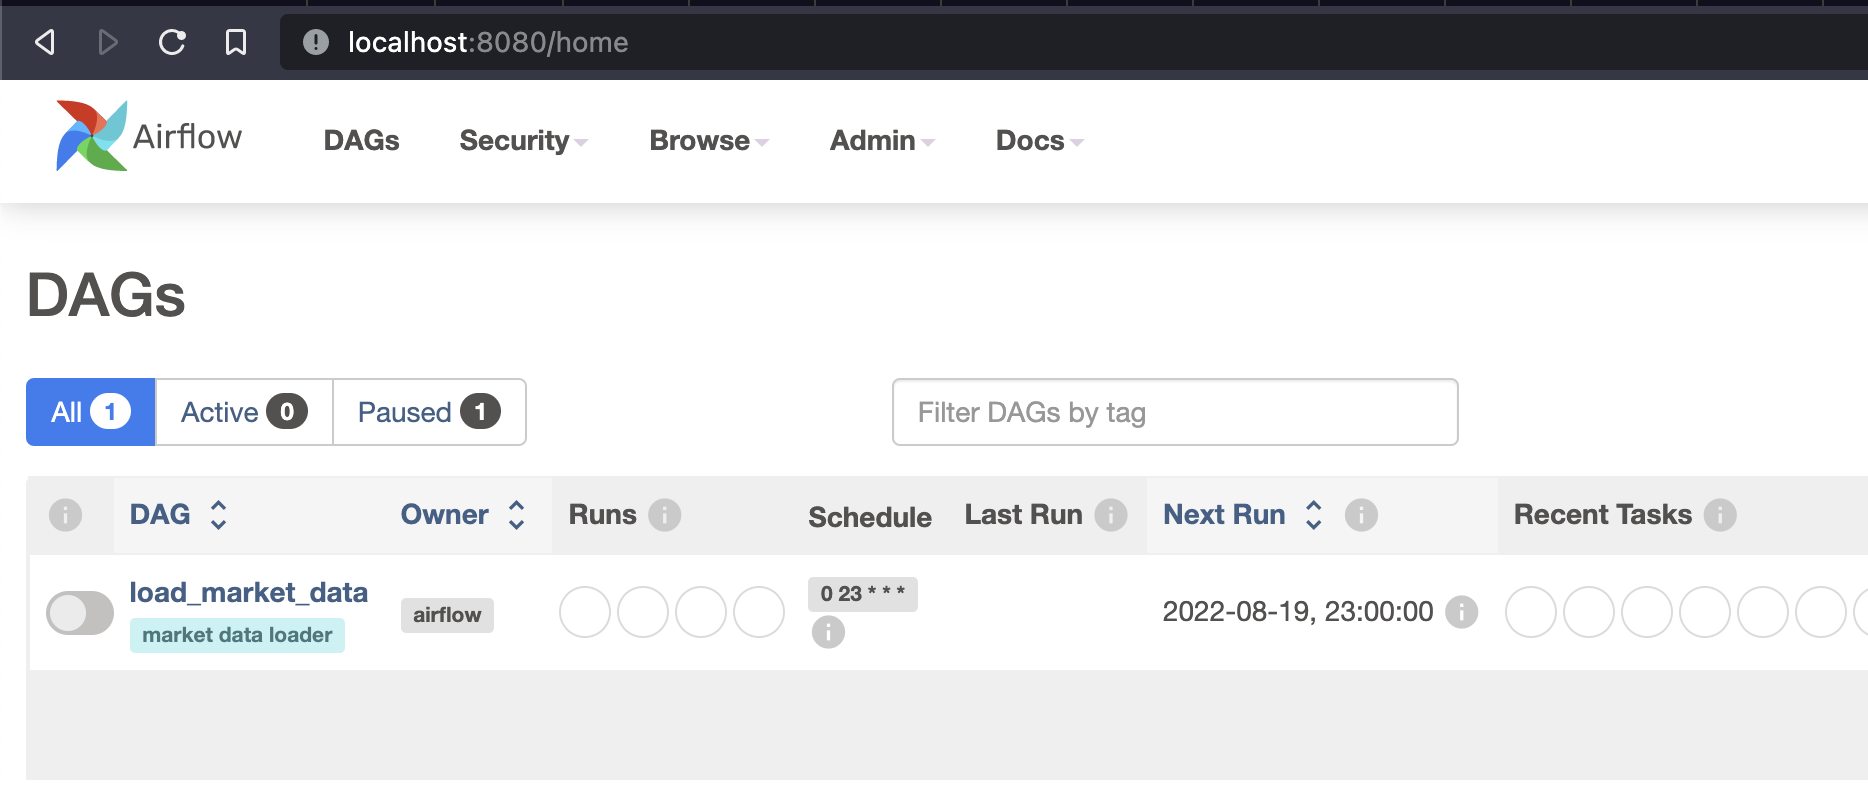 localhost:8080/home
Airflow DAGs Security Browse Admin Docs
DAGs
All 1 Active 0 Paused 1 Filter DAGs by tag
DAG Owner Runs Schedule Last Run Next Run Recent Tasks
load_market_data airflow 0 23 * * * 2022-08-19, 23:00:00
market data loader